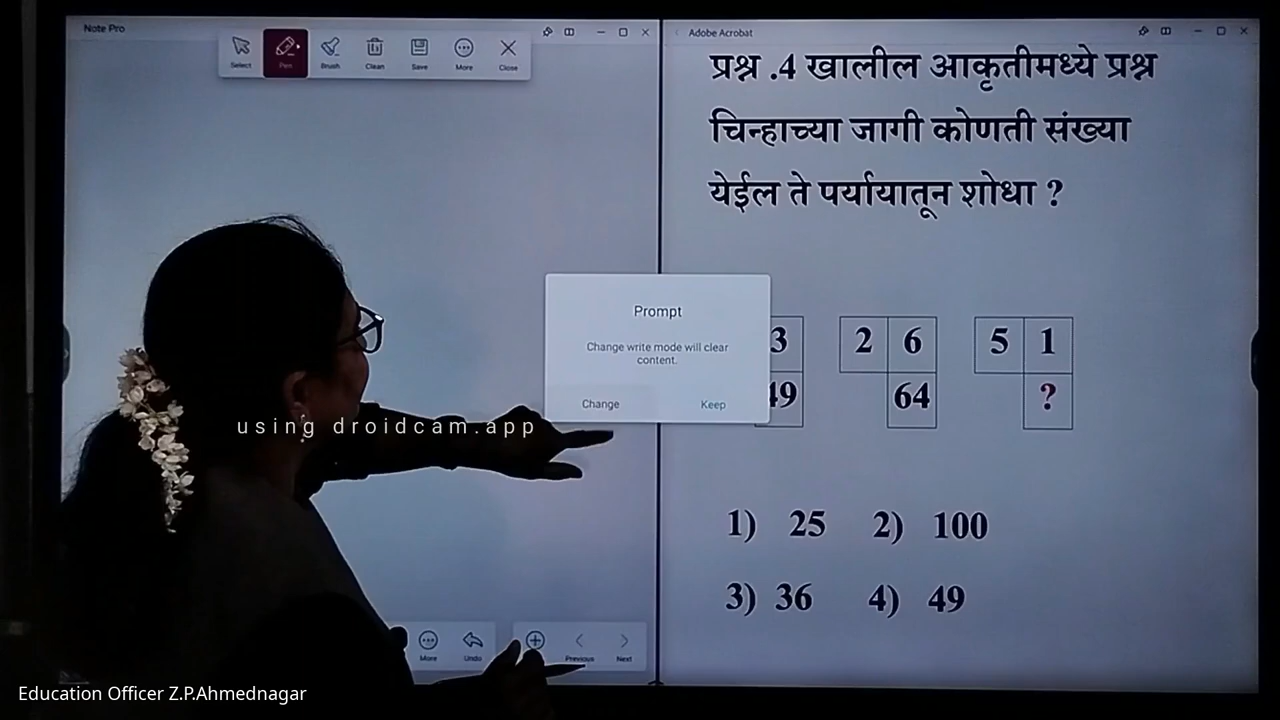 Note Pro
Select Pen Brush Clean Save More Close
Adobe Acrobat
प्रश्न .4 खालील आकृतीमध्ये प्रश्न
चिन्हाच्या जागी कोणती संख्या
येईल ते पर्यायातून शोधा ?
Prompt
Change write mode will clear
content.
Change Keep
3 2 6 5 1
49 64 ?
using droidcam.app
1) 25 2) 100
3) 36 4) 49
More Undo Previous Next
Education Officer Z.P.Ahmednagar